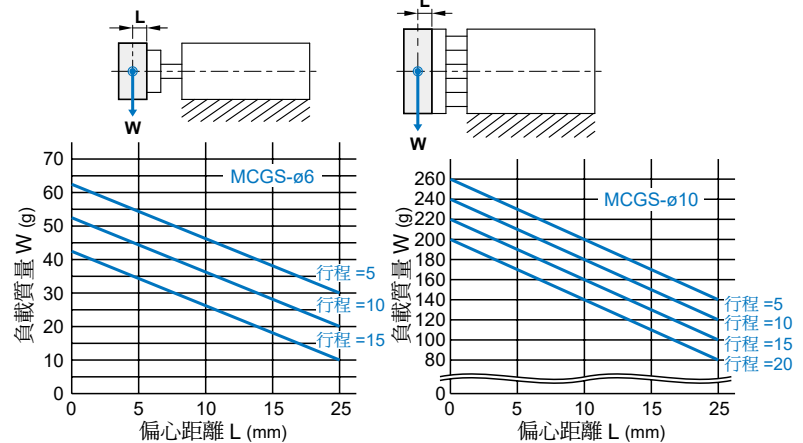 L
W
70
60
50
40
30
20
10
0
負載質量 W (g)
MCGS-ø6
行程 =5
行程 =10
行程 =15
0 5 10 15 25
偏心距離 L (mm)
L
W
260
240
220
200
180
160
140
120
100
80
0
負載質量 W (g)
MCGS-ø10
行程 =5
行程 =10
行程 =15
行程 =20
0 5 10 15 25
偏心距離 L (mm)